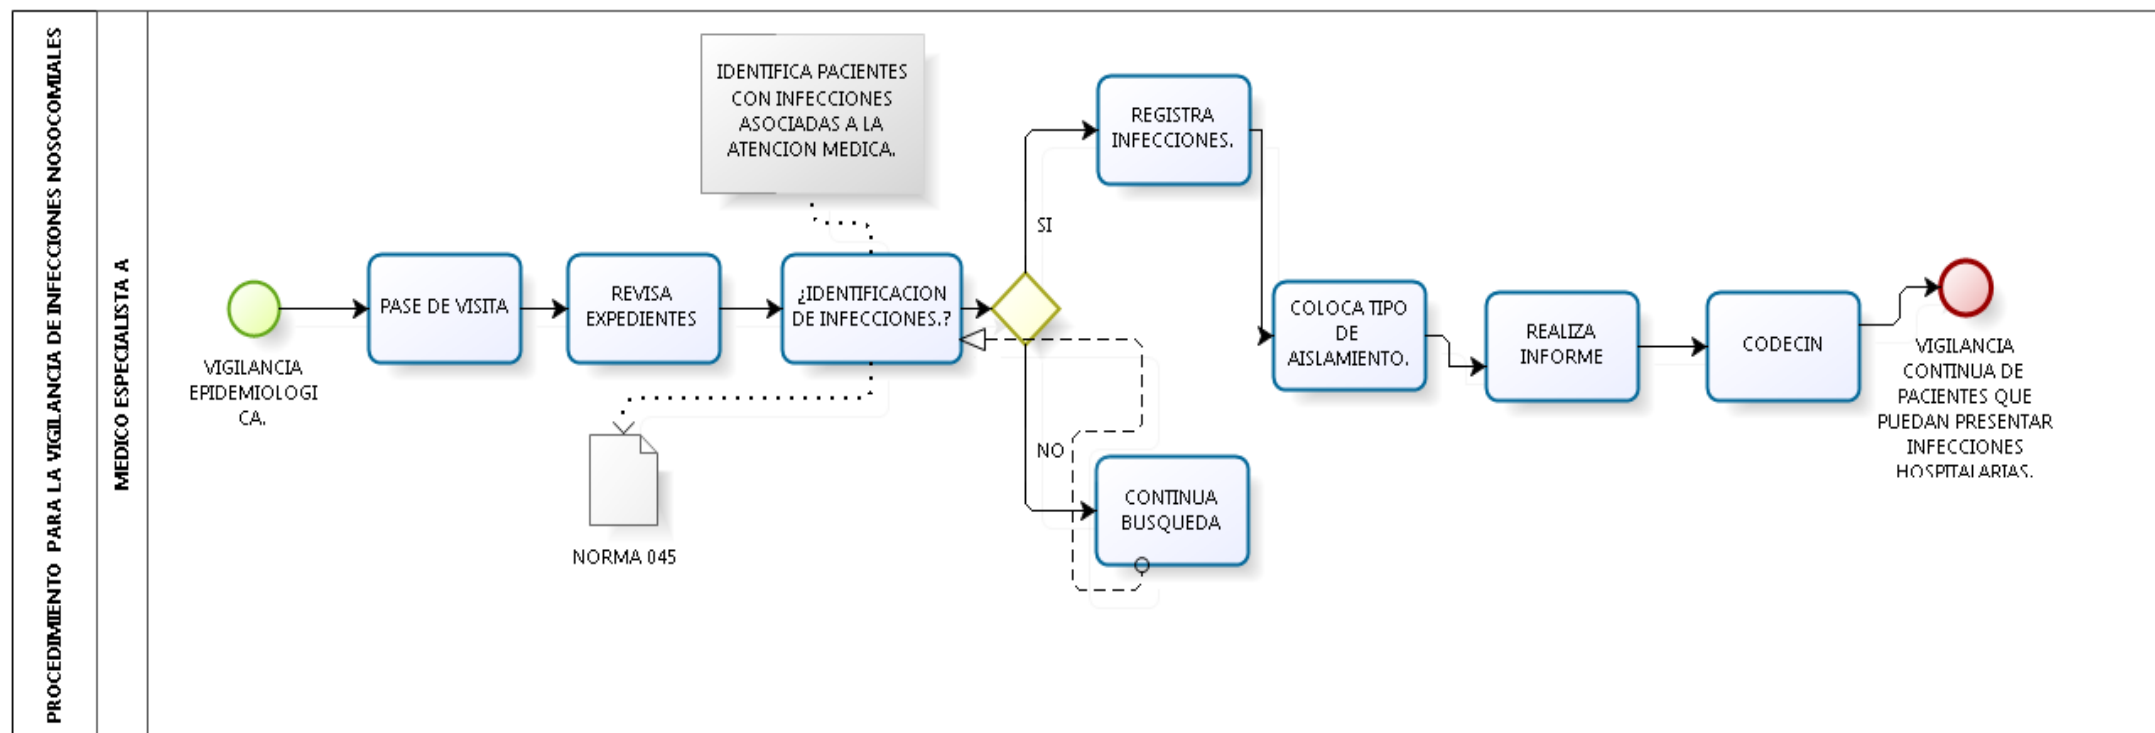 PROCEDIMIENTO PARA LA VIGILANCIA DE INFECCIONES NOSOCOMIALES
MEDICO ESPECIALISTA A
VIGILANCIA
EPIDEMIOLOGI
CA.
PASE DE VISITA
REVISA
EXPEDIENTES
IDENTIFICA PACIENTES
CON INFECCIONES
ASOCIADAS A LA
ATENCION MEDICA.
¿IDENTIFICACION
DE INFECCIONES.?
NORMA 045
SI
REGISTRA
INFECCIONES.
NO
CONTINUA
BUSQUEDA
COLOCA TIPO
DE
AISLAMIENTO.
REALIZA
INFORME
CODECIN
VIGILANCIA
CONTINUA DE
PACIENTES QUE
PUEDAN PRESENTAR
INFECCIONES
HOSPITALARIAS.